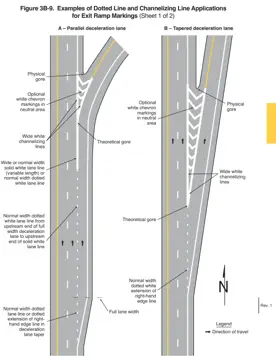 Figure 3B-9. Examples of Dotted Line and Channelizing Line Applications
for Exit Ramp Markings (Sheet 1 of 2)
A – Parallel deceleration lane
B – Tapered deceleration lane
Physical
gore
Optional
white chevron
markings in
neutral area
Wide white
channelizing
lines
Theoretical gore
Wide or normal width
solid white lane line
(variable length) or
normal width dotted
white lane line
Normal width dotted
white lane line from
upstream end of full
width deceleration
lane to upstream
end of solid white
lane line
Normal width dotted
lane line or dotted
extension of right-
hand edge line in
deceleration
lane taper
Full lane width
Optional
white chevron
markings
in neutral
area
Physical
gore
Wide white
channelizing
lines
Theoretical gore
Normal width
dotted white
extension of
right-hand
edge line
N
Rev. 1
Legend
Direction of travel